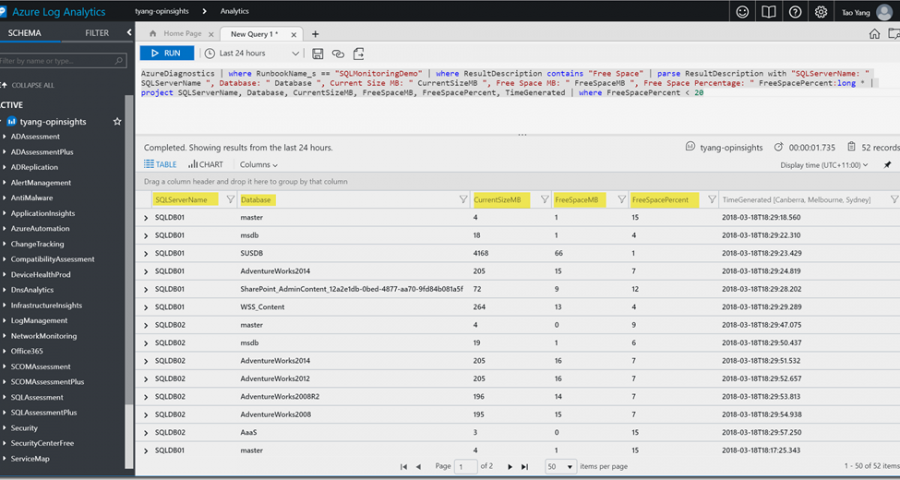 Azure Log Analytics
tyang-opinsights > Analytics
Tao Yang
SCHEMA FILTER
Home Page
New Query 1*
RUN
Last 24 hours
Filter by name or type...
COLLAPSE ALL
ACTIVE
tyang-opinsights
ADAssessment
ADAssessmentPlus
ADReplication
AlertManagement
AntiMalware
ApplicationInsights
AzureAutomation
ChangeTracking
CompatibilityAssessment
DeviceHealthProd
DnsAnalytics
InfrastructureInsights
LogManagement
NetworkMonitoring
Office365
SCOMAssessment
SCOMAssessmentPlus
SQLAssessment
SQLAssessmentPlus
Security
SecurityCenterFree
ServiceMap
AzureDiagnostics | where RunbookName_s == "SQLMonitoringDemo" | where ResultDescription contains "Free Space" | parse ResultDescription with "SQLServerName: "
SQLServerName ", Database: " Database ", Current Size MB: " CurrentSizeMB ", Free Space MB: " FreeSpaceMB ", Free Space Percentage: " FreeSpacePercent:long * |
project SQLServerName, Database, CurrentSizeMB, FreeSpaceMB, FreeSpacePercent, TimeGenerated | where FreeSpacePercent < 20
Completed. Showing results from the last 24 hours.
tyang-opinsights 00:00:01.735 52 records
TABLE CHART Columns
Display time (UTC+11:00)
Drag a column header and drop it here to group by that column
SQLServerName Database CurrentSizeMB FreeSpaceMB FreeSpacePercent TimeGenerated [Canberra, Melbourne, Sydney]
SQLDB01 master 4 1 15 2018-03-18T18:29:18.560
SQLDB01 msdb 18 1 4 2018-03-18T18:29:22.310
SQLDB01 SUSDB 4168 66 1 2018-03-18T18:29:23.429
SQLDB01 AdventureWorks2014 205 15 7 2018-03-18T18:29:24.819
SQLDB01 SharePoint_AdminContent_12a2e1db-0bed-4877-aa70-9fd84b081a5f 72 9 12 2018-03-18T18:29:28.202
SQLDB01 WSS_Content 264 13 4 2018-03-18T18:29:29.289
SQLDB02 master 4 0 9 2018-03-18T18:29:47.075
SQLDB02 msdb 19 1 6 2018-03-18T18:29:50.437
SQLDB02 AdventureWorks2014 205 16 7 2018-03-18T18:29:51.532
SQLDB02 AdventureWorks2012 205 16 7 2018-03-18T18:29:52.657
SQLDB02 AdventureWorks2008R2 196 14 7 2018-03-18T18:29:53.813
SQLDB02 AdventureWorks2008 195 15 7 2018-03-18T18:29:54.938
SQLDB02 AaaS 3 0 15 2018-03-18T18:29:57.250
SQLDB01 master 4 1 15 2018-03-18T18:17:25.343
Page 1 of 2 50 items per page
1 - 50 of 52 items